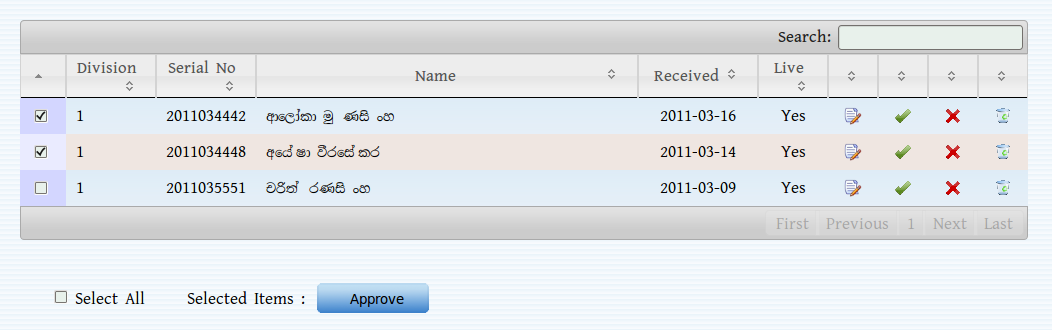 Search:
Division Serial No Name Received Live
1 2011034442 ආලෝකා මු ණසි ංහ 2011-03-16 Yes
1 2011034448 අයේ ෂා වීරසේ කර 2011-03-14 Yes
1 2011035551 චරිත් රණසි ංහ 2011-03-09 Yes
First Previous 1 Next Last
Select All Selected Items : Approve